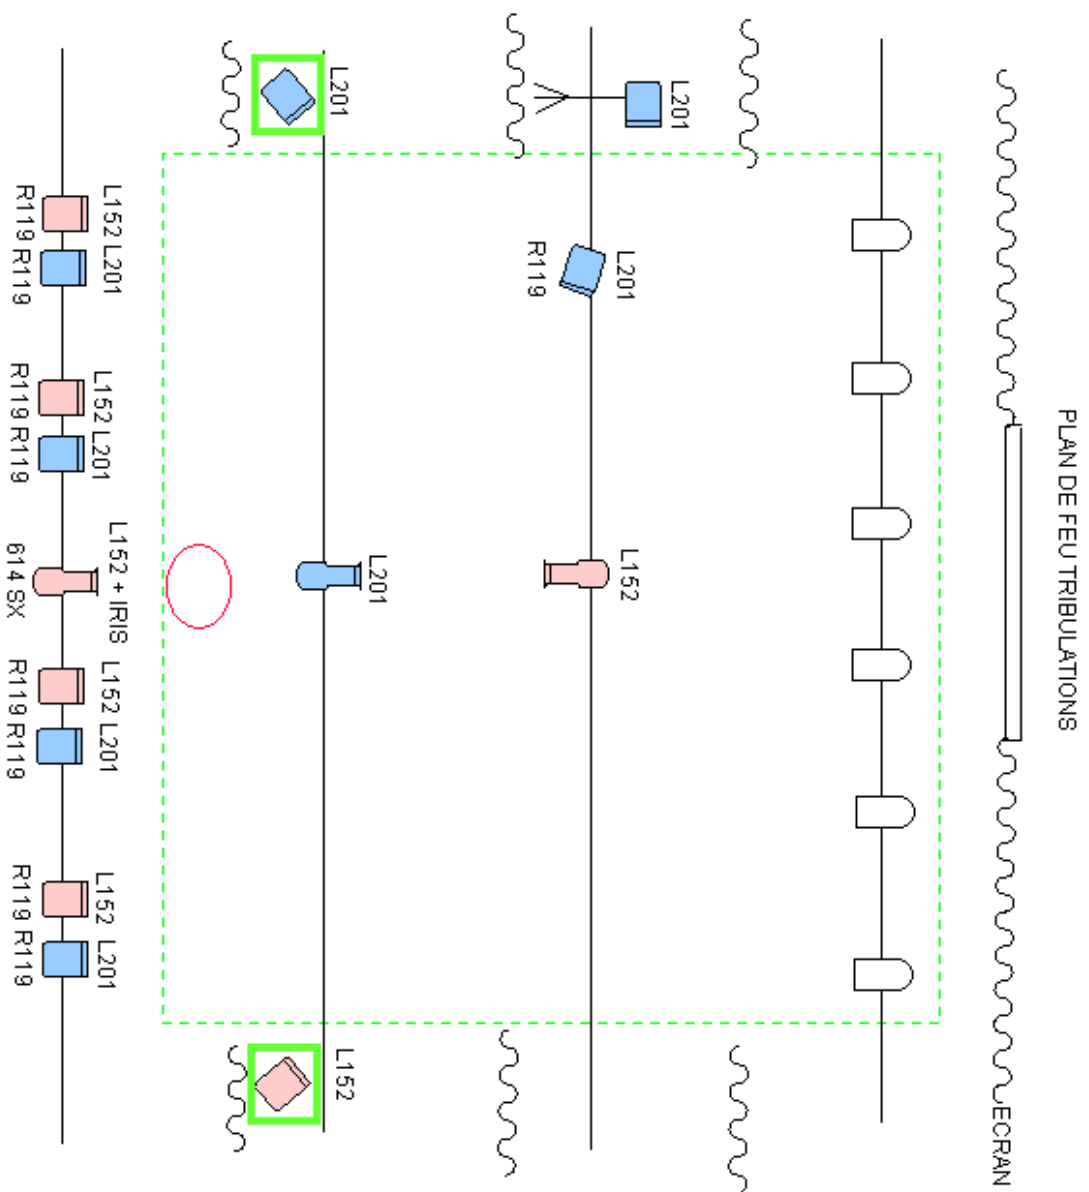 PLAN DE FEU TRIBULATIONS
ECRAN
L201
L201
L152
R119
L201
L201
L152
L152 L201
L152 L201
L152 + IRIS
L152 L201
L152 L201
R119 R119
R119 R119
614 SX
R119 R119
R119 R119